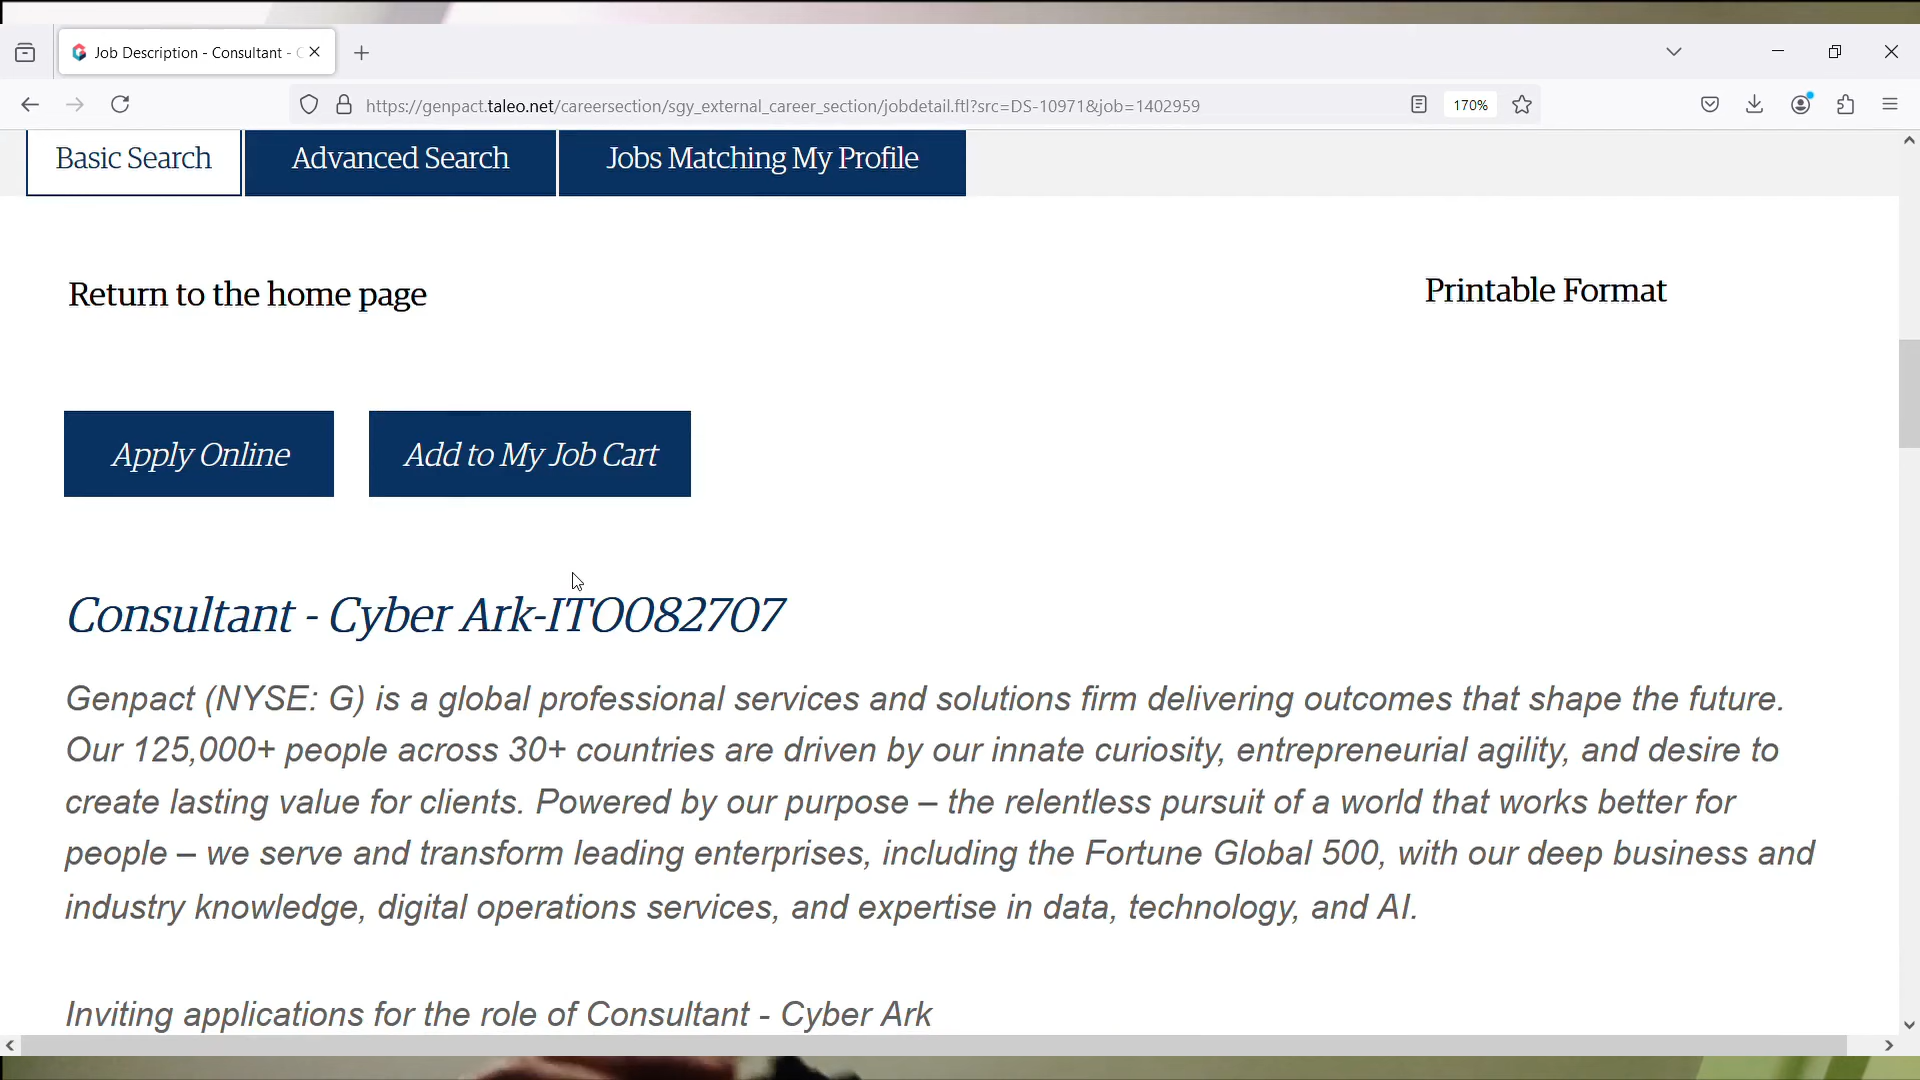 Job Description - Consultant - C
https://genpact.taleo.net/careersection/sgy_external_career_section/jobdetail.ftl?src=DS-10971&job=1402959
170%
Basic Search
Advanced Search
Jobs Matching My Profile
Return to the home page
Printable Format
Apply Online
Add to My Job Cart
Consultant - Cyber Ark-ITO082707
Genpact (NYSE: G) is a global professional services and solutions firm delivering outcomes that shape the future.
Our 125,000+ people across 30+ countries are driven by our innate curiosity, entrepreneurial agility, and desire to
create lasting value for clients. Powered by our purpose – the relentless pursuit of a world that works better for
people – we serve and transform leading enterprises, including the Fortune Global 500, with our deep business and
industry knowledge, digital operations services, and expertise in data, technology, and AI.
Inviting applications for the role of Consultant - Cyber Ark